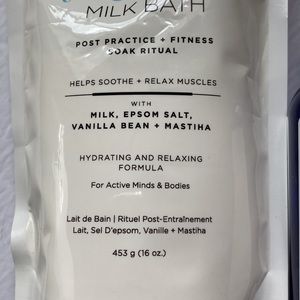 MILK BATH
POST PRACTICE + FITNESS
SOAK RITUAL
HELPS SOOTHE + RELAX MUSCLES
WITH
MILK, EPSOM SALT,
VANILLA BEAN + MASTIHA
HYDRATING AND RELAXING
FORMULA
For Active Minds & Bodies
Lait de Bain | Rituel Post-Entraînement
Lait, Sel D'epsom, Vanille + Mastiha
453 g (16 oz.)